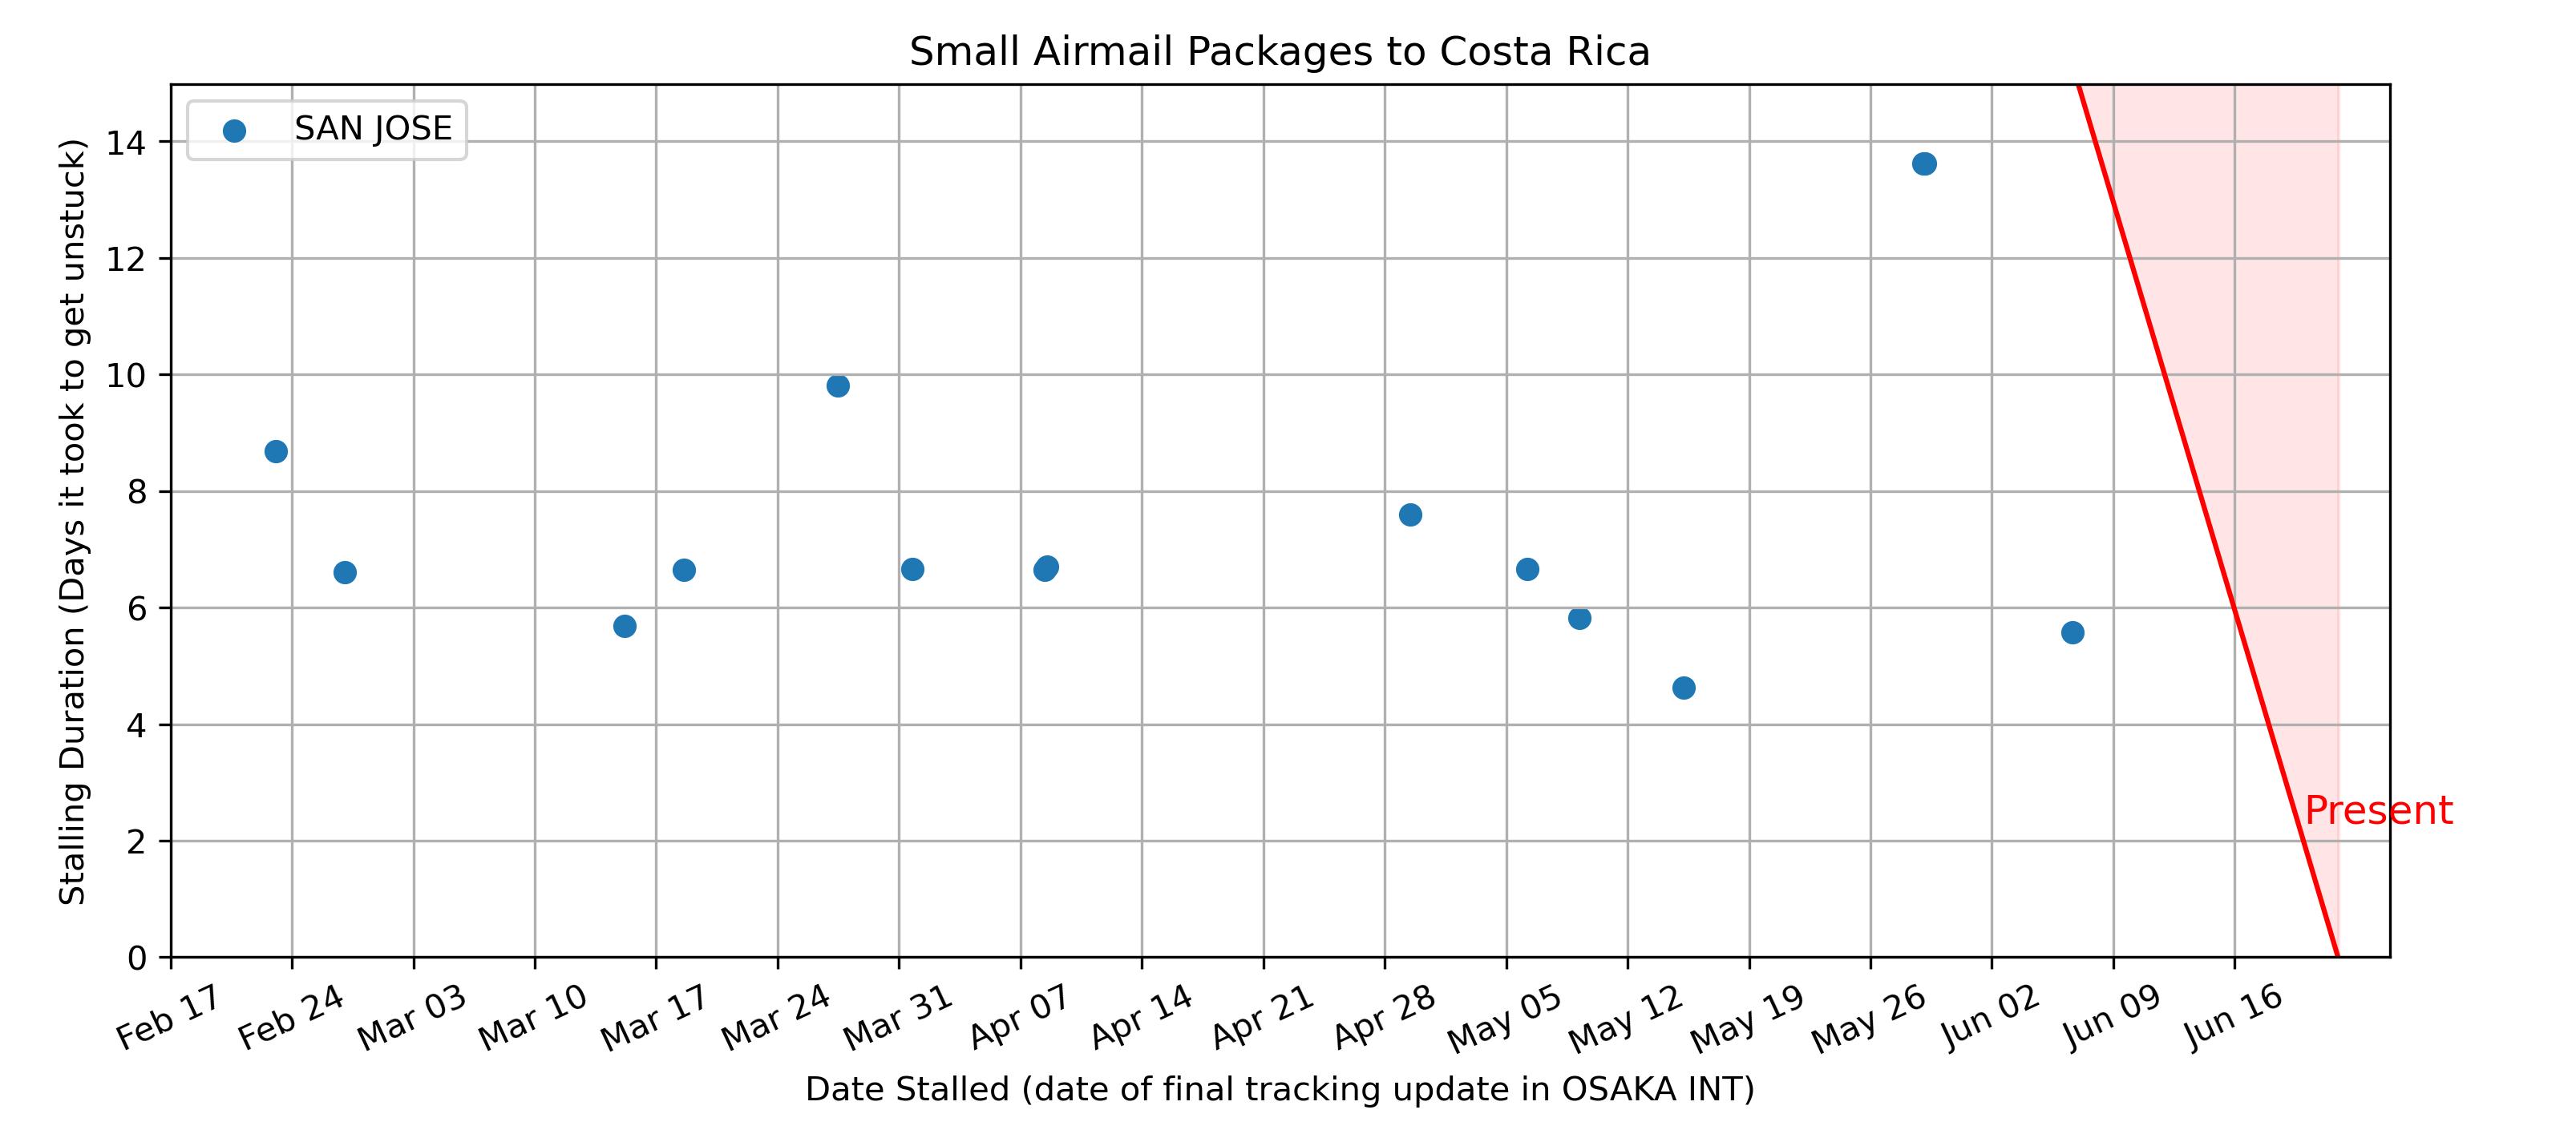 Small Airmail Packages to Costa Rica
SAN JOSE
Stalling Duration (Days it took to get unstuck)
14
12
10
8
6
4
2
0
Present
Feb 17
Feb 24
Mar 03
Mar 10
Mar 17
Mar 24
Mar 31
Apr 07
Apr 14
Apr 21
Apr 28
May 05
May 12
May 19
May 26
Jun 02
Jun 09
Jun 16
Date Stalled (date of final tracking update in OSAKA INT)